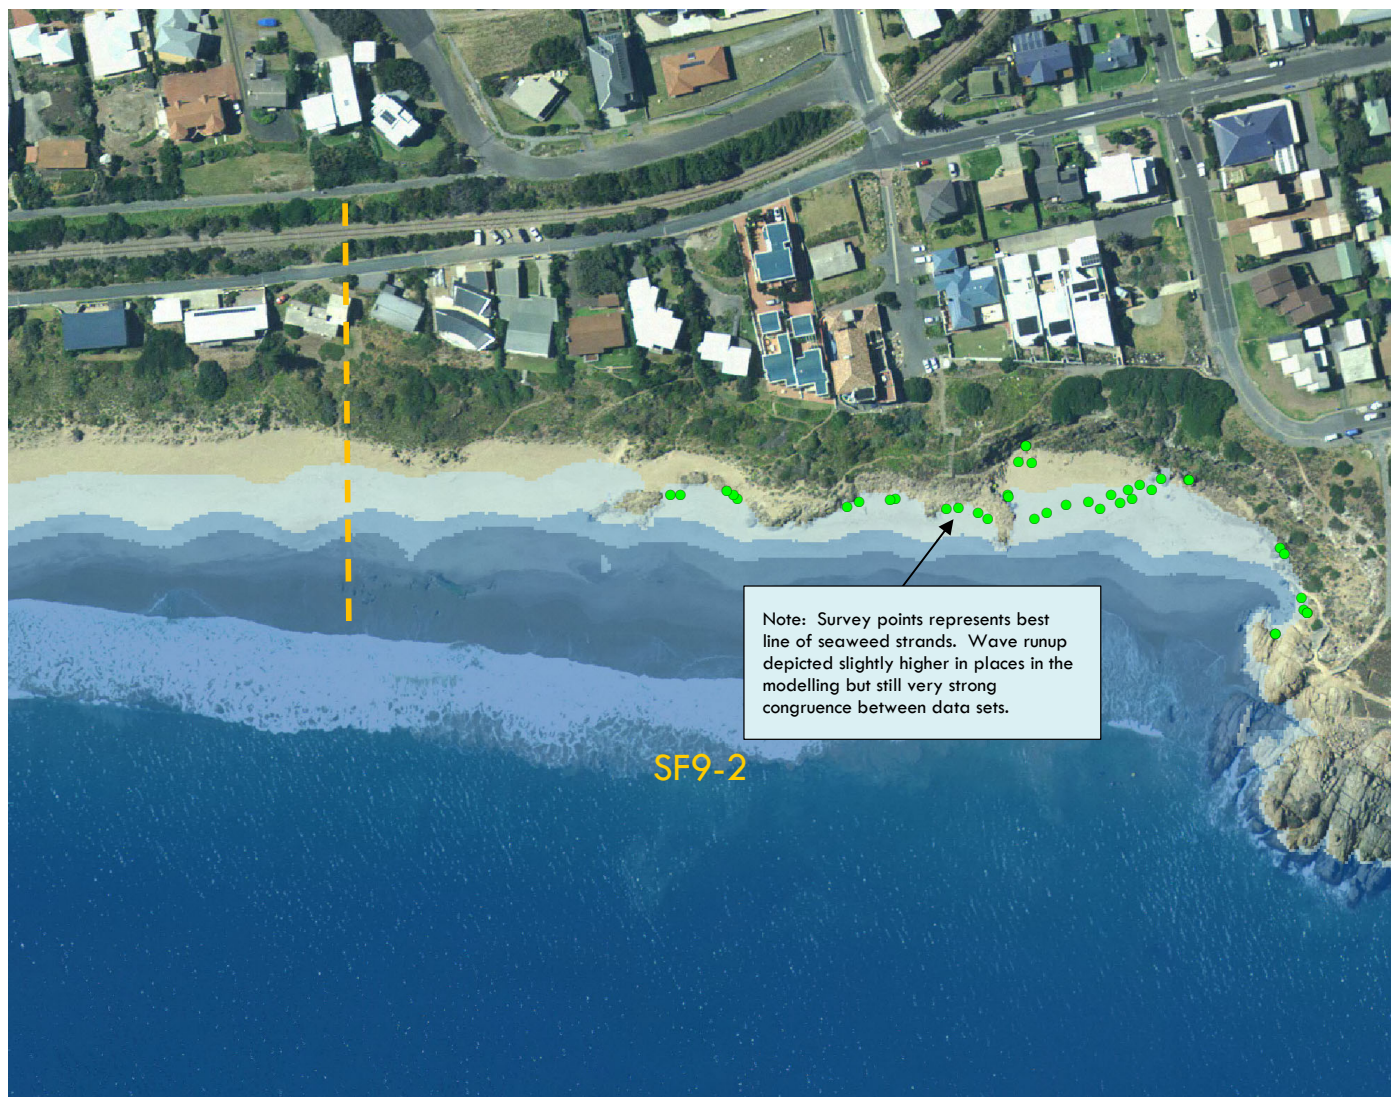 Note: Survey points represents best
line of seaweed strands. Wave runup
depicted slightly higher in places in the
modelling but still very strong
congruence between data sets.
SF9-2